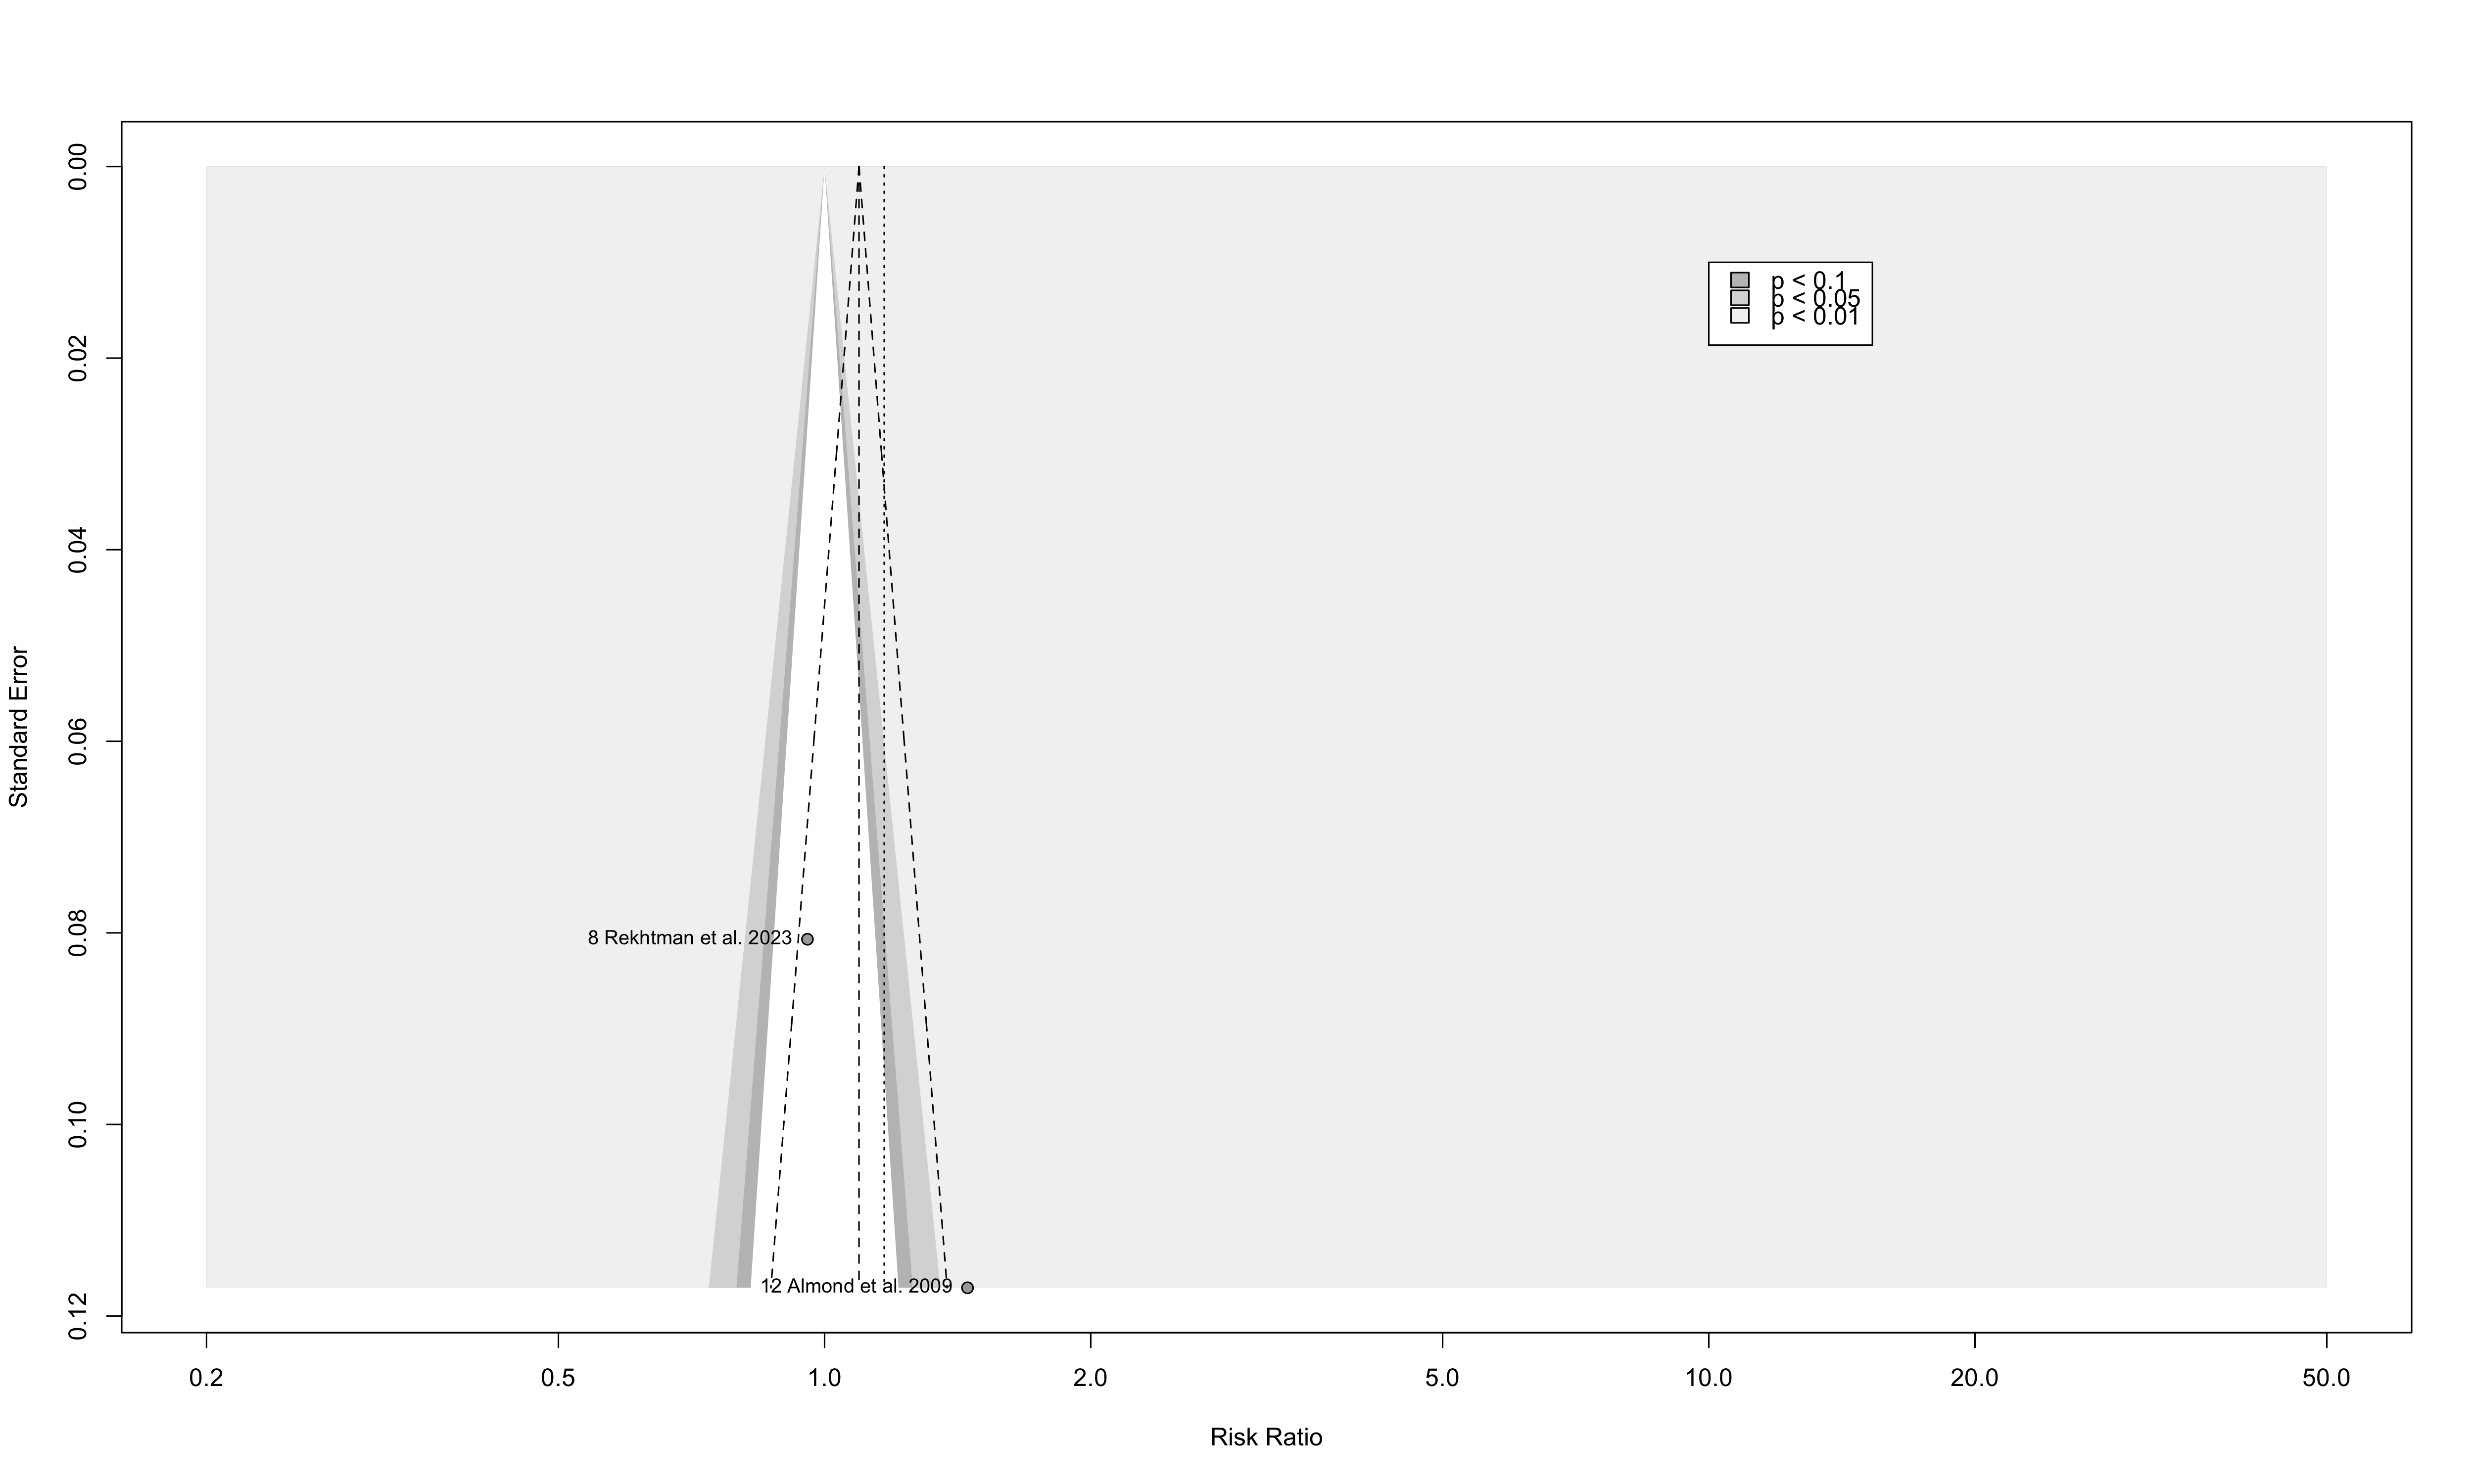 0.00
0.02
0.04
0.06
0.08
0.10
0.12
Standard Error
p < 0.1
p < 0.05
p < 0.01
8 Rekhtman et al. 2023
12 Almond et al. 2009
0.2 0.5 1.0 2.0 5.0 10.0 20.0 50.0
Risk Ratio